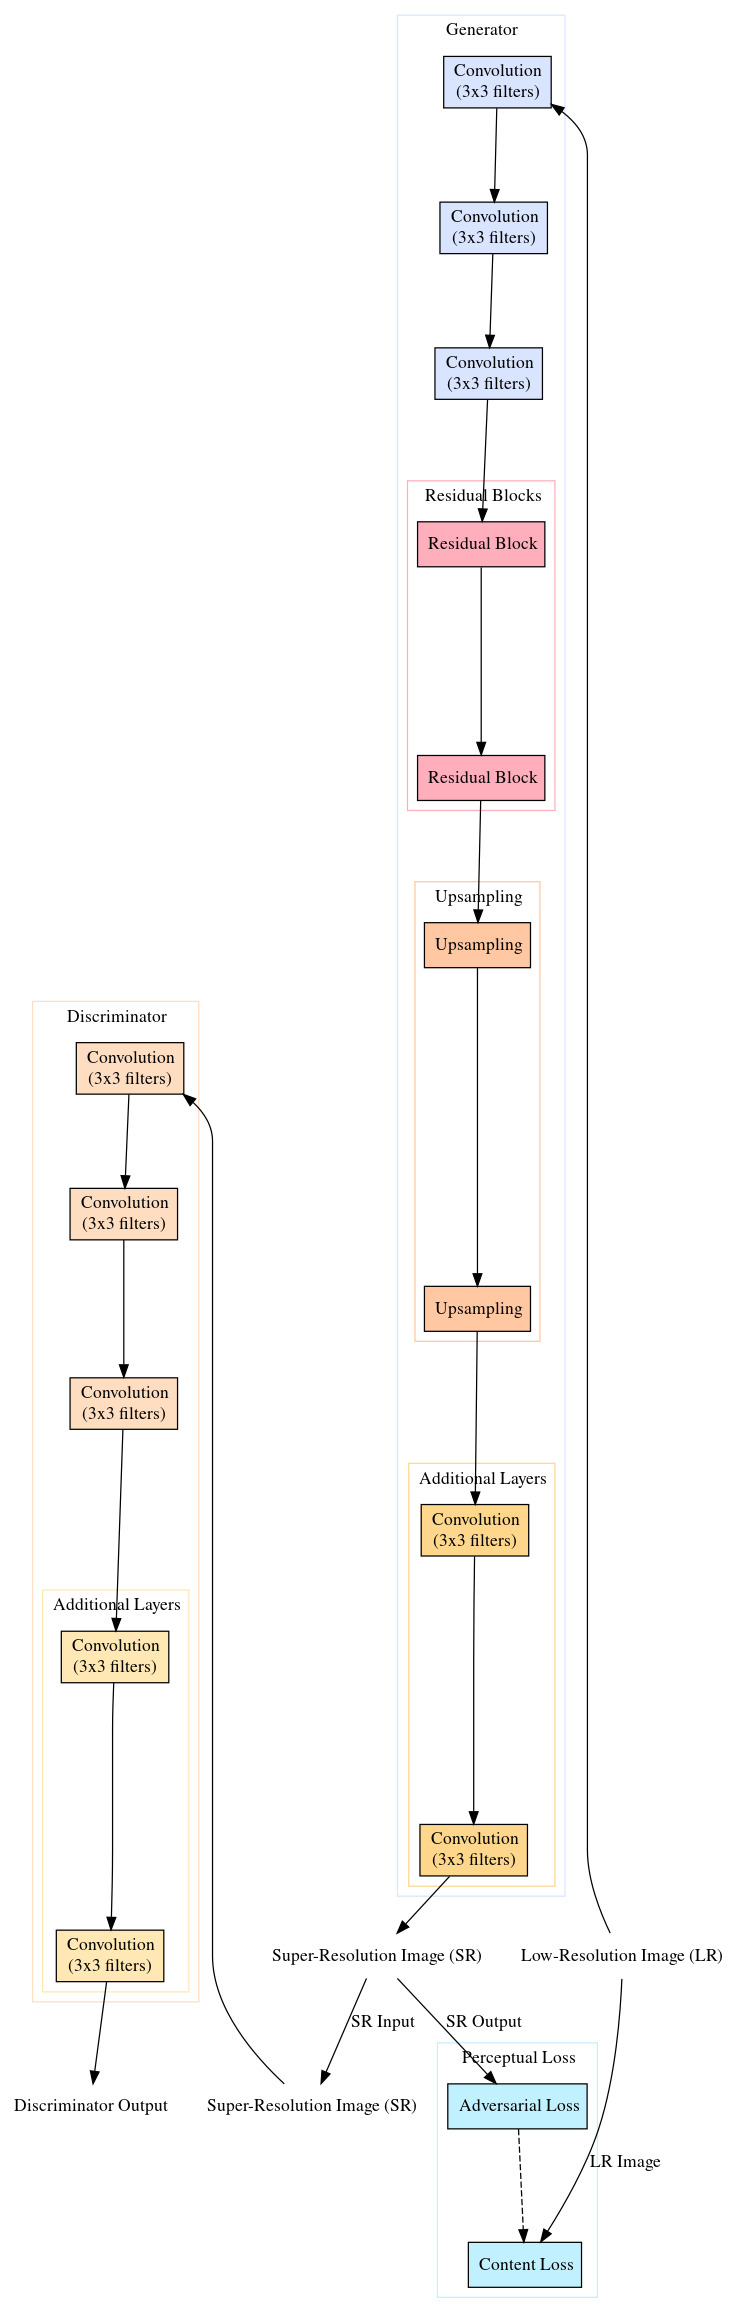 Generator
Convolution
(3x3 filters)
Convolution
(3x3 filters)
Convolution
(3x3 filters)
Residual Blocks
Residual Block
Residual Block
Upsampling
Upsampling
Upsampling
Additional Layers
Convolution
(3x3 filters)
Convolution
(3x3 filters)
Discriminator
Convolution
(3x3 filters)
Convolution
(3x3 filters)
Convolution
(3x3 filters)
Additional Layers
Convolution
(3x3 filters)
Convolution
(3x3 filters)
Super-Resolution Image (SR)
Low-Resolution Image (LR)
SR Input
SR Output
Discriminator Output
Super-Resolution Image (SR)
Perceptual Loss
Adversarial Loss
LR Image
Content Loss